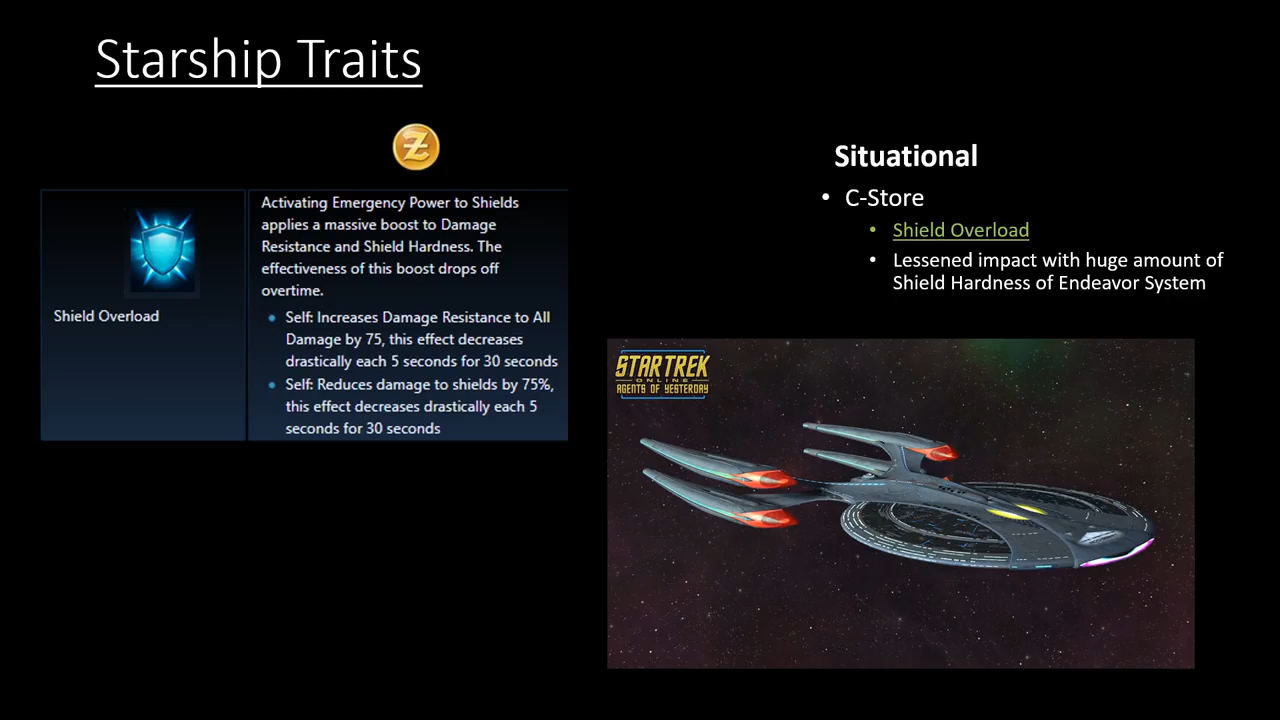 Starship Traits
Z
Shield Overload
Activating Emergency Power to Shields
applies a massive boost to Damage
Resistance and Shield Hardness. The
effectiveness of this boost drops off
overtime.
Self: Increases Damage Resistance to All
Damage by 75, this effect decreases
drastically each 5 seconds for 30 seconds
Self: Reduces damage to shields by 75%,
this effect decreases drastically each 5
seconds for 30 seconds
Situational
• C-Store
• Shield Overload
• Lessened impact with huge amount of
Shield Hardness of Endeavor System
STAR TREK
ONLINE
AGENTS OF YESTERDAY